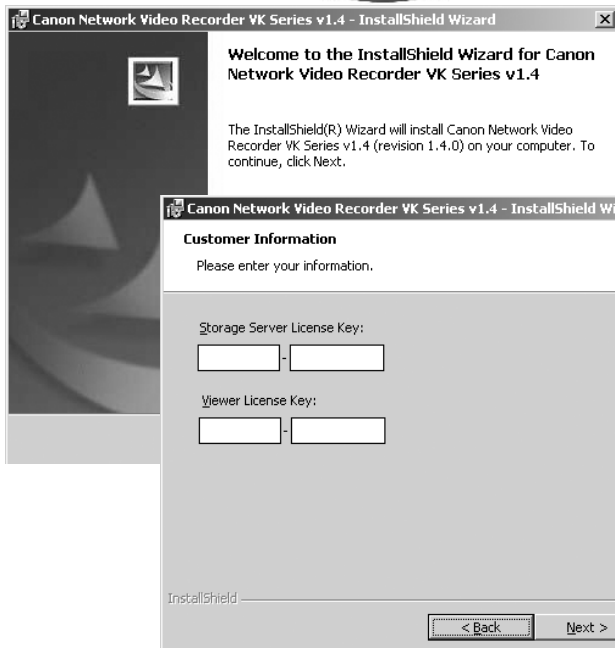 Canon Network Video Recorder VK Series v1.4 - InstallShield Wizard
Welcome to the InstallShield Wizard for Canon
Network Video Recorder VK Series v1.4
The InstallShield(R) Wizard will install Canon Network Video
Recorder VK Series v1.4 (revision 1.4.0) on your computer. To
continue, click Next.
Canon Network Video Recorder VK Series v1.4 - InstallShield Wi
Customer Information
Please enter your information.
Storage Server License Key:
-
Viewer License Key:
-
InstallShield
< Back Next >